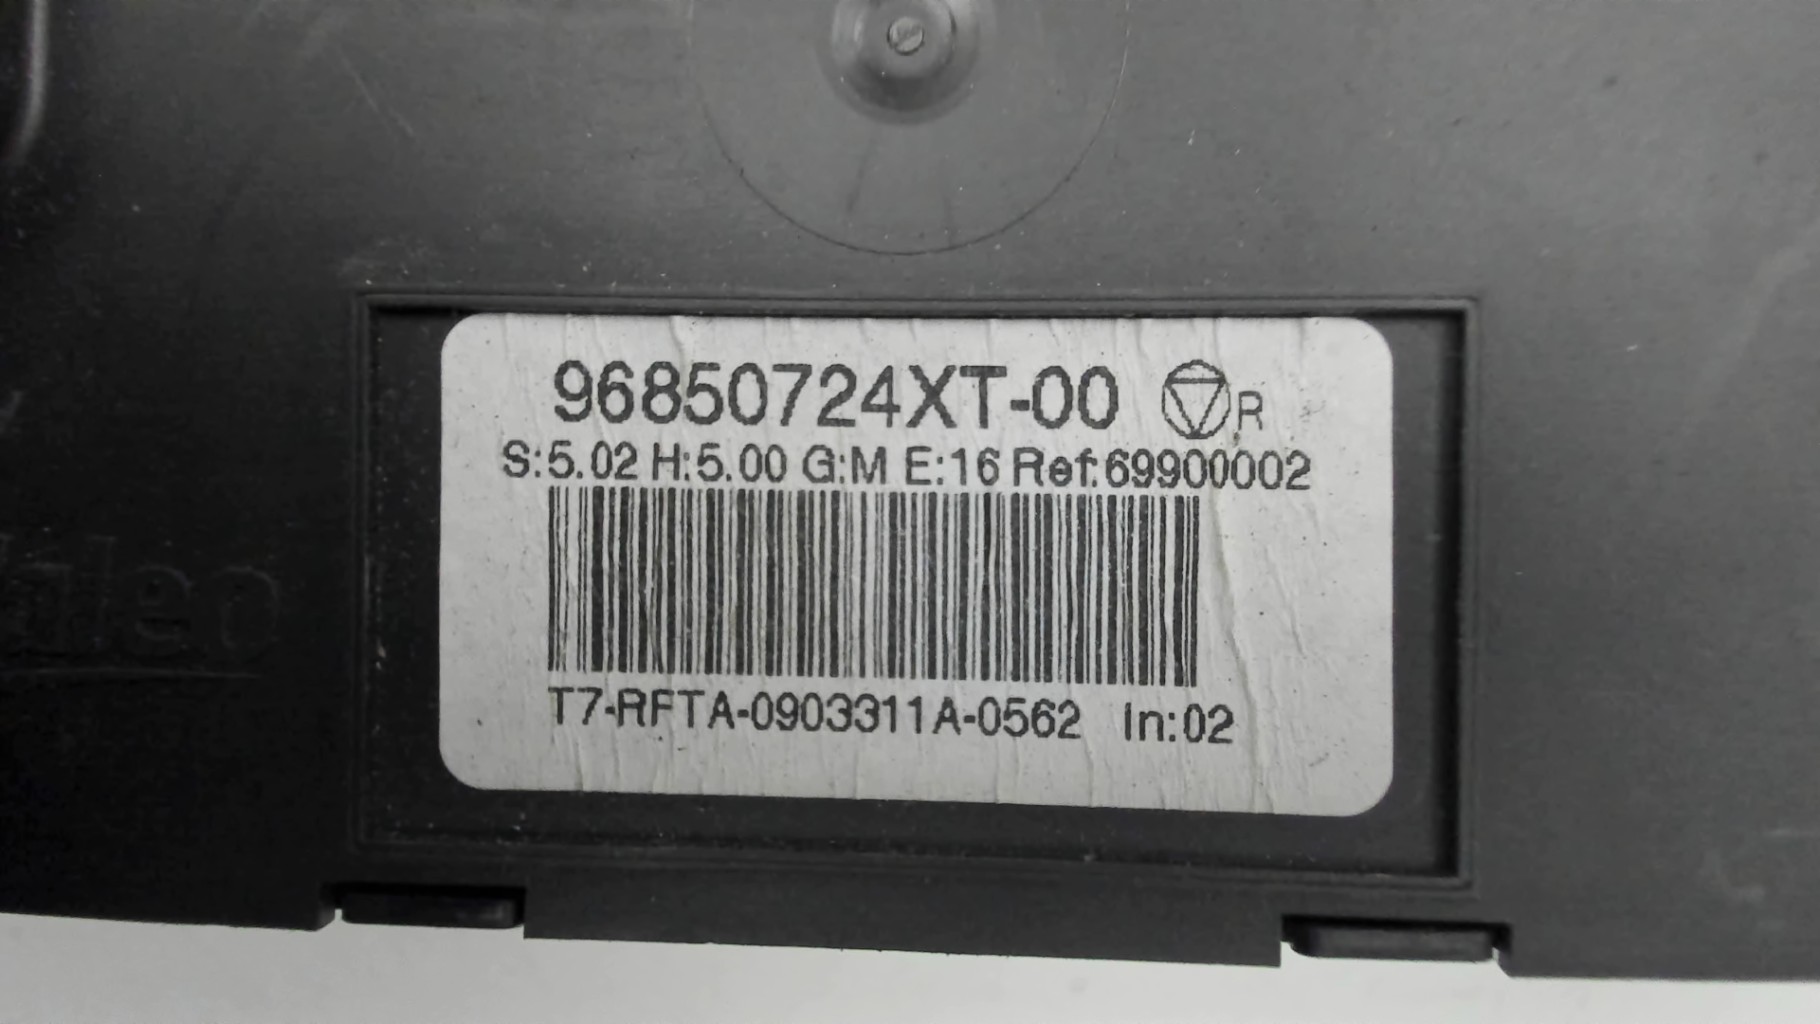 96850724XT-00 R
S:5.02 H:5.00 G:M E:16 Ref:69900002
T7-RFTA-0903311A-0562 In:02